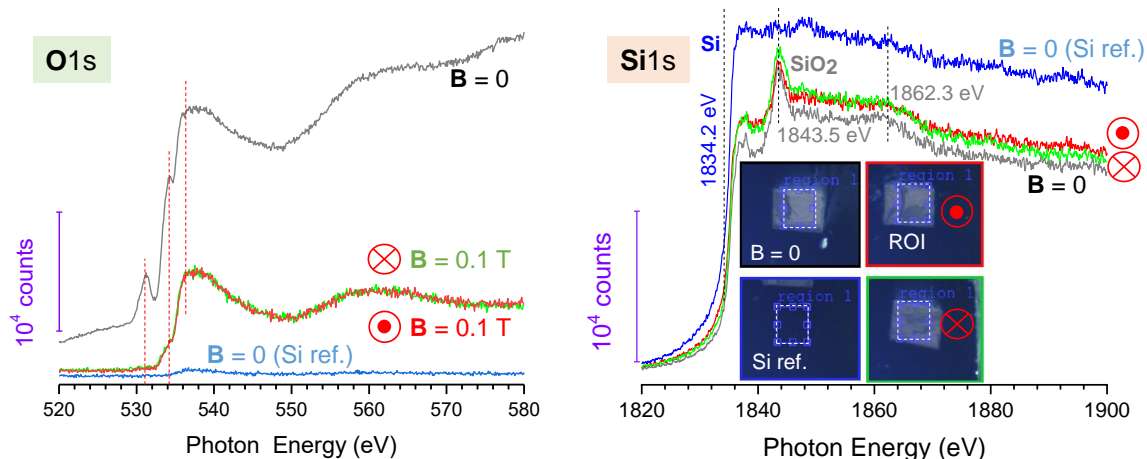 O1s
B = 0
B = 0.1 T
B = 0.1 T
B = 0 (Si ref.)
10⁴ counts
520 530 540 550 560 570 580
Photon Energy (eV)
Si1s
Si
B = 0 (Si ref.)
SiO₂
1862.3 eV
1843.5 eV
1834.2 eV
B = 0
region 1
B = 0
region 1
ROI
region 1
Si ref.
region 1
10⁴ counts
1820 1840 1860 1880 1900
Photon Energy (eV)